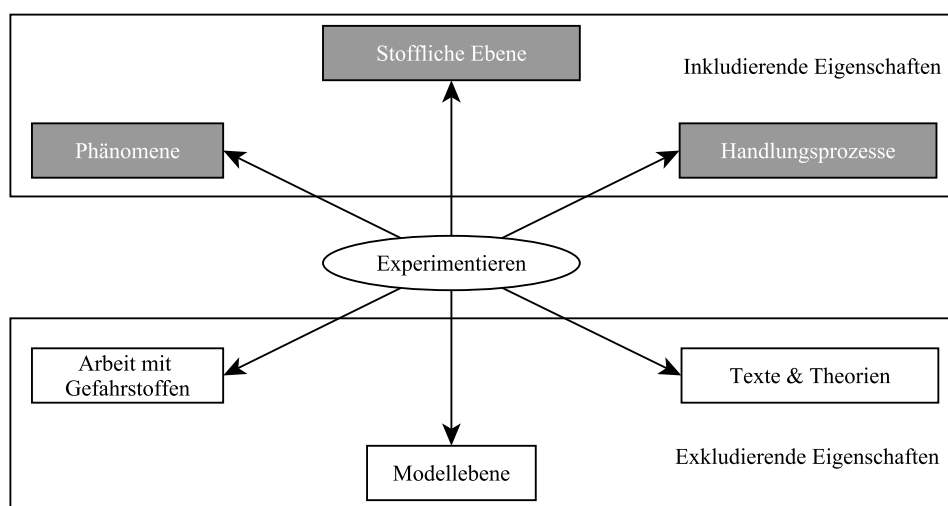 Stoffliche Ebene
Inkludierende Eigenschaften
Phänomene
Handlungsprozesse
Experimentieren
Arbeit mit
Gefahrstoffen
Texte & Theorien
Modellebene
Exkludierende Eigenschaften